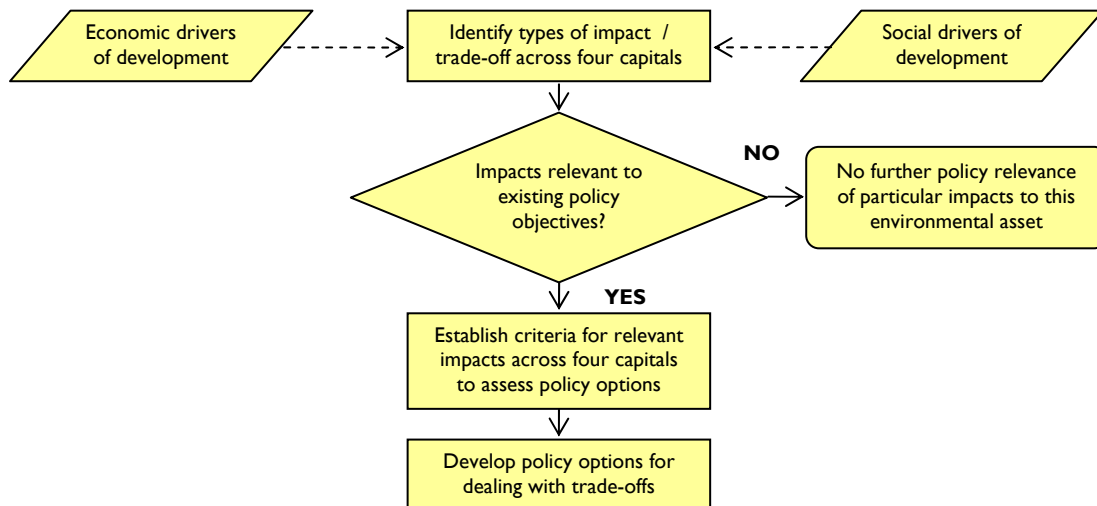 Economic drivers
of development
Identify types of impact /
trade-off across four capitals
Social drivers of
development
Impacts relevant to
existing policy
objectives?
NO
No further policy relevance
of particular impacts to this
environmental asset
YES
Establish criteria for relevant
impacts across four capitals
to assess policy options
Develop policy options for
dealing with trade-offs